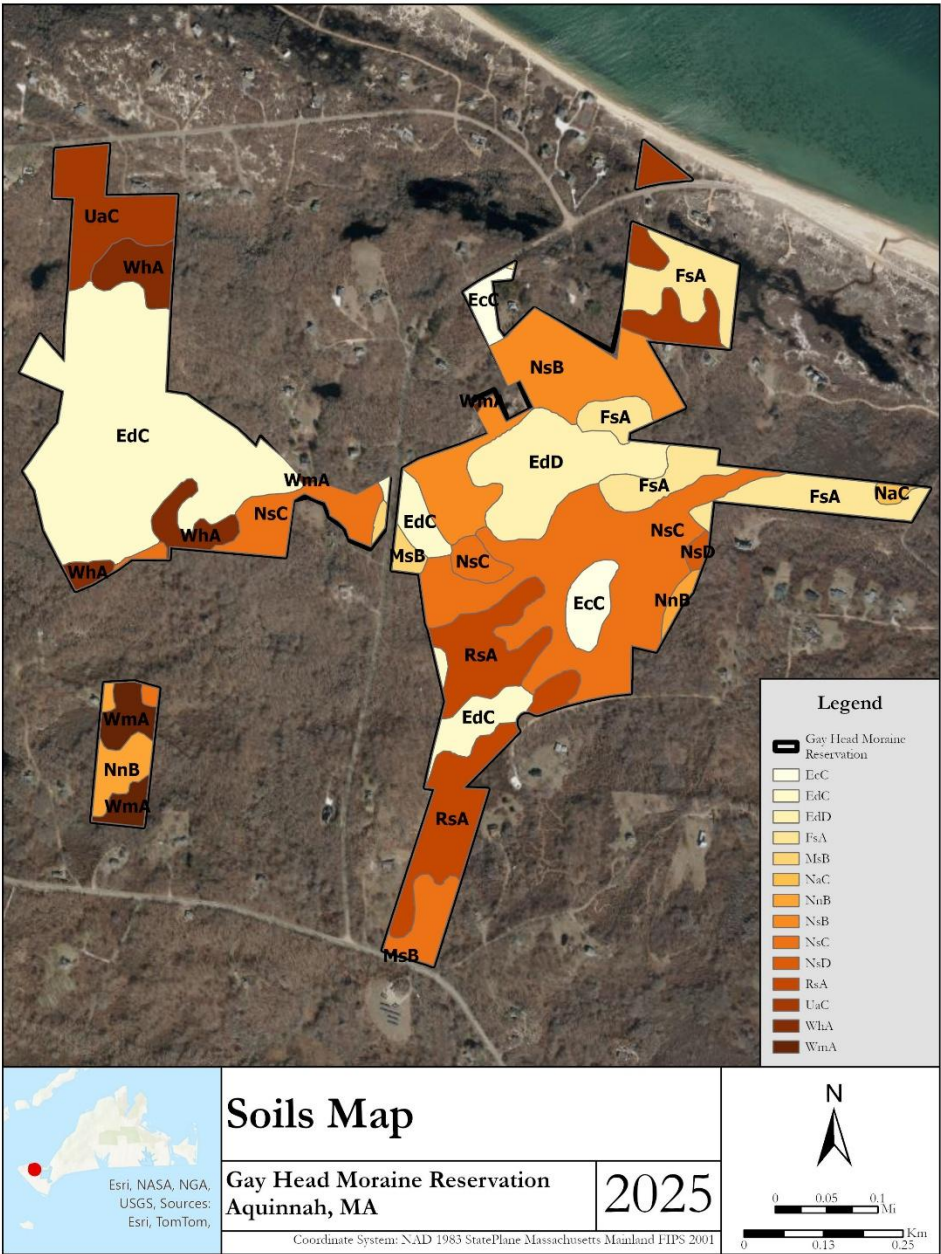 UaC
WhA
FsA
EcC
NsB
WmA
FsA
EdC
EdD
WmA
FsA
FsA
NaC
NsC
EdC
NsC
WhA
MsB
NsC
NsD
WhA
EcC
NnB
RsA
WmA
EdC
NnB
WmA
RsA
MsB
Legend
Gay Head Moraine
Reservation
EcC
EdC
EdD
FsA
MsB
NaC
NnB
NsB
NsC
NsD
RsA
UaC
WhA
WmA
Esri, NASA, NGA,
USGS, Sources:
Esri, TomTom,
Soils Map
Gay Head Moraine Reservation
Aquinnah, MA
2025
Coordinate System: NAD 1983 StatePlane Massachusetts Mainland FIPS 2001
N
0 0.05 0.1
Mi
Km
0 0.13 0.25